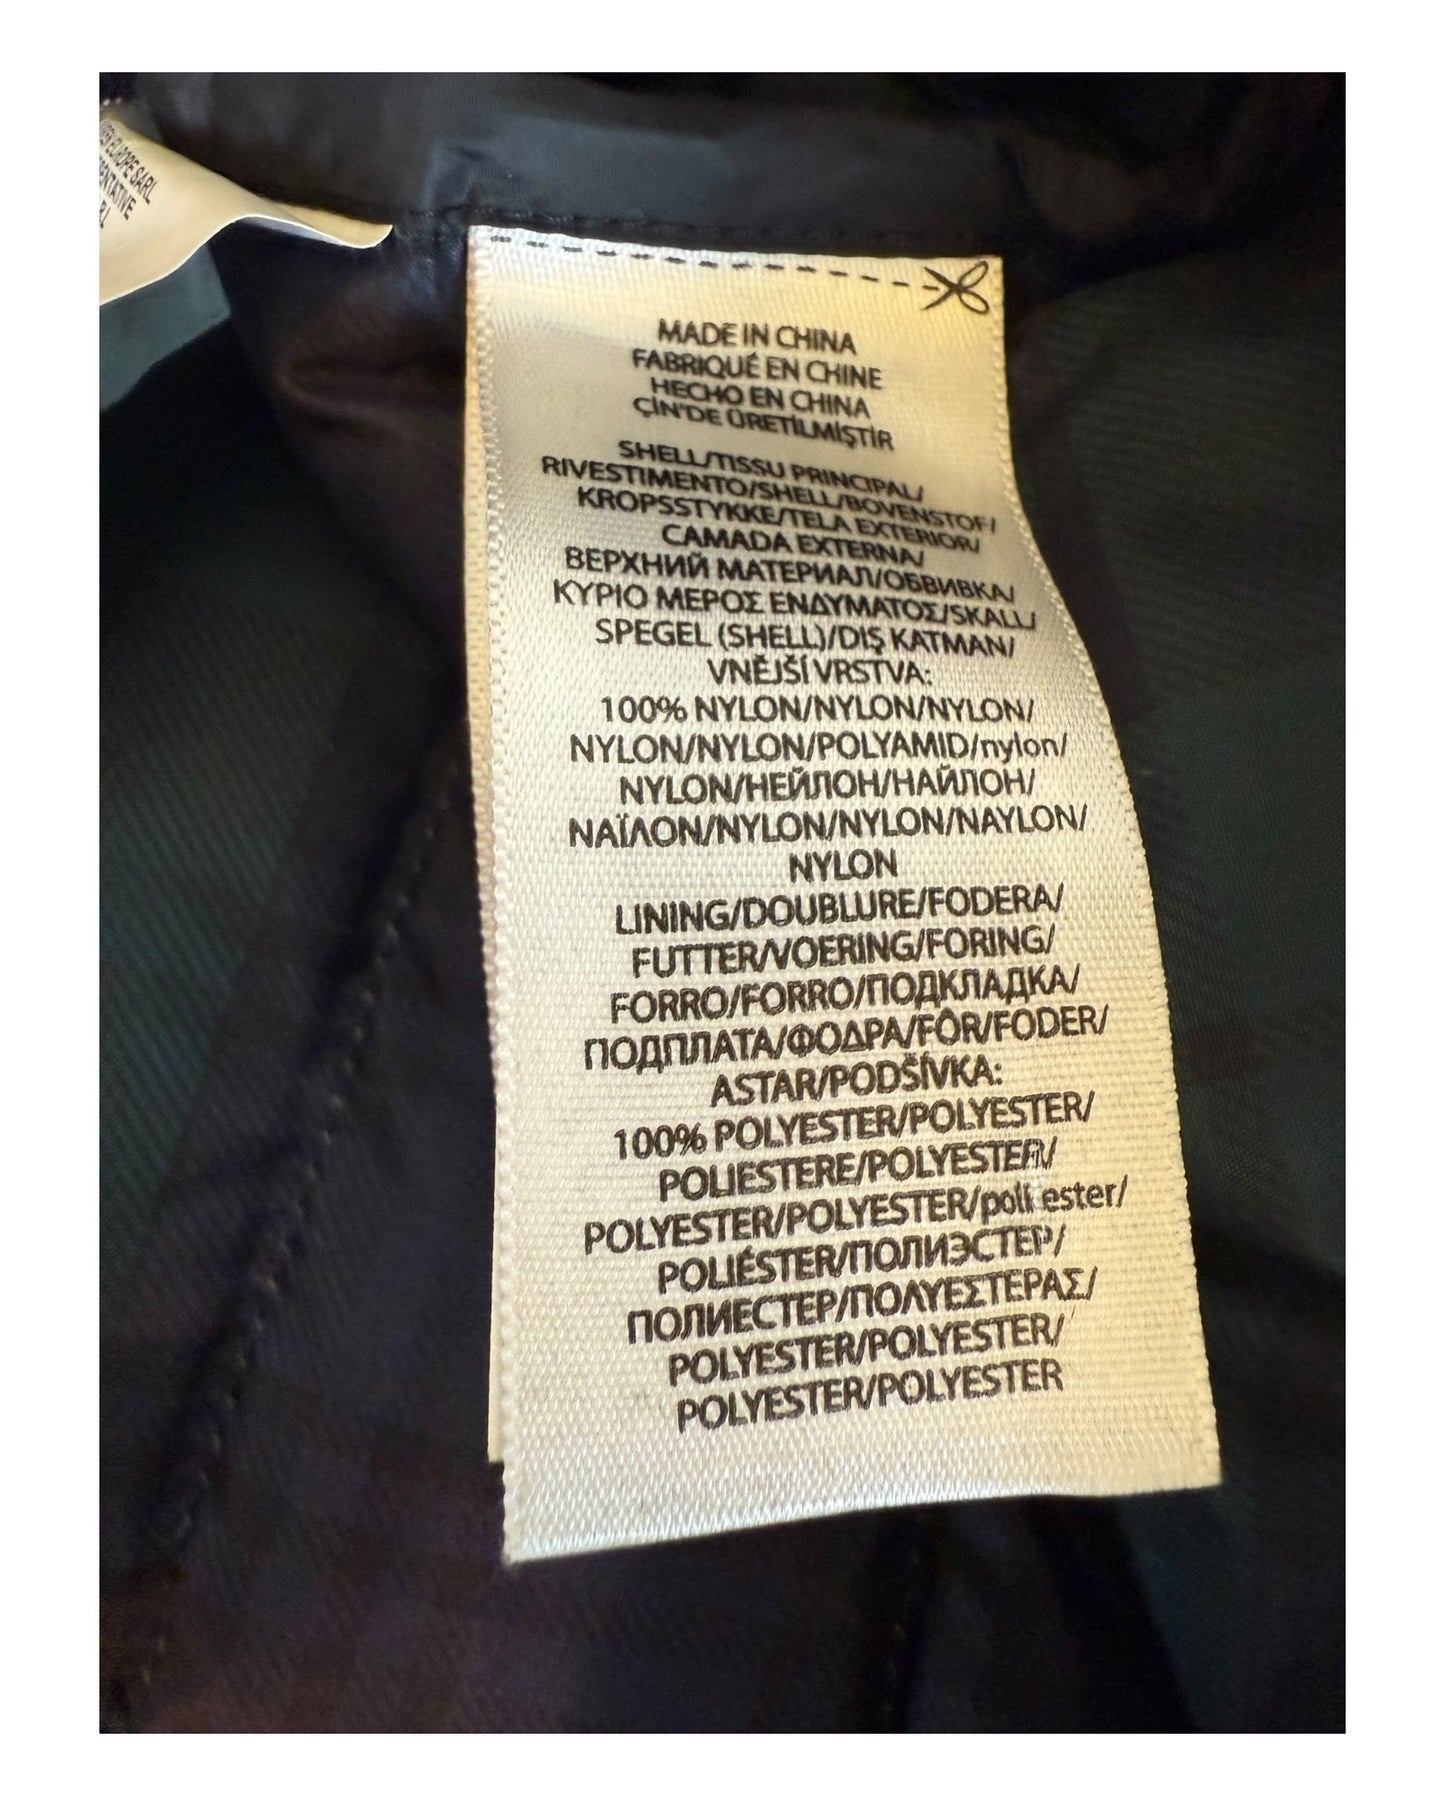 EUROPE SARL
MADE IN CHINA
FABRIQUÉ EN CHINE
HECHO EN CHINA
ÇİN'DE ÜRETİLMİŞTİR
SHELL/TISSU PRINCIPAL/
RIVESTIMENTO/SHELL/BOVENSTOF/
KROPSSTYKKE/TELA EXTERIOR/
CAMADA EXTERNA/
ВЕРХНИЙ МАТЕРИАЛ/ОБВИВКА/
ΚΥΡΙΟ ΜΕΡΟΣ ΕΝΔΥΜΑΤΟΣ/SKALL/
SPEGEL (SHELL)/DIŞ KATMAN/
VNĚJŠÍ VRSTVA:
100% NYLON/NYLON/NYLON/
NYLON/NYLON/POLYAMID/nylon/
NYLON/НЕЙЛОН/НАЙЛОН/
ΝΑΪΛΟΝ/NYLON/NYLON/NAYLON/
NYLON
LINING/DOUBLURE/FODERA/
FUTTER/VOERING/FORING/
FORRO/FORRO/ПОДКЛАДКА/
ПОДПЛАТА/ΦΟΔΡΑ/FÔR/FODER/
ASTAR/PODŠÍVKA:
100% POLYESTER/POLYESTER/
POLIESTERE/POLYESTER/
POLYESTER/POLYESTER/poli ester/
POLIÉSTER/ПОЛИЭСТЕР/
ПОЛИЕСТЕР/ΠΟΛΥΕΣΤΕΡΑΣ/
POLYESTER/POLYESTER/
POLYESTER/POLYESTER